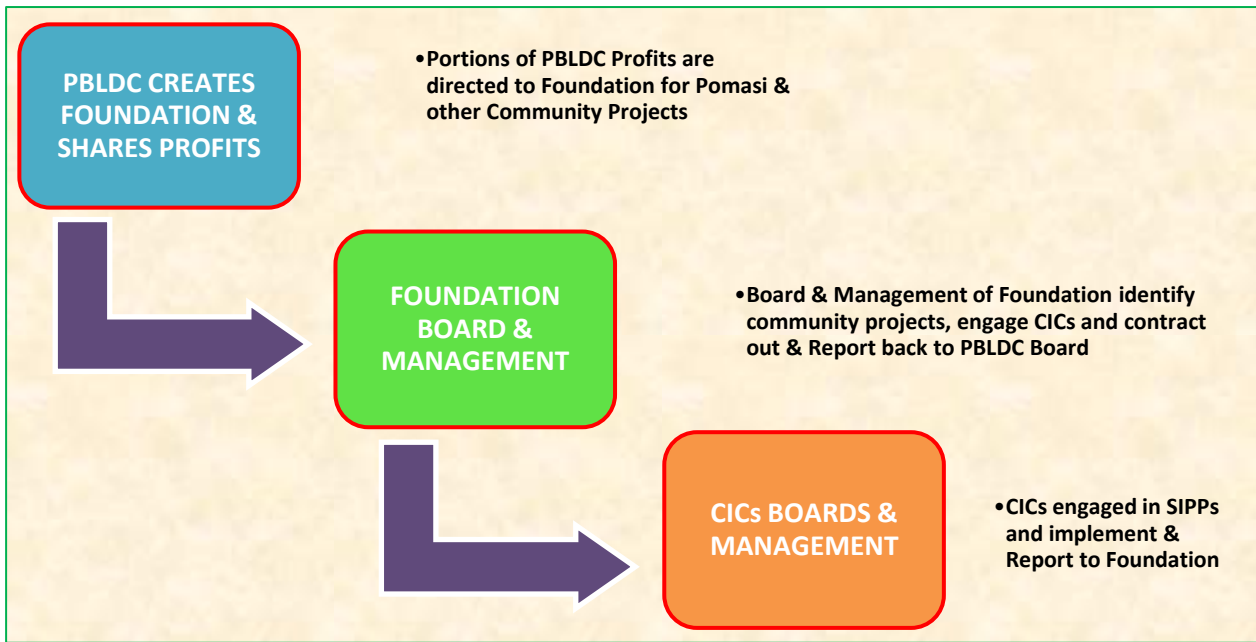 PBLDC CREATES
FOUNDATION &
SHARES PROFITS
•Portions of PBLDC Profits are
directed to Foundation for Pomasi &
other Community Projects
FOUNDATION
BOARD &
MANAGEMENT
•Board & Management of Foundation identify
community projects, engage CICs and contract
out & Report back to PBLDC Board
CICs BOARDS &
MANAGEMENT
•CICs engaged in SIPPs
and implement &
Report to Foundation